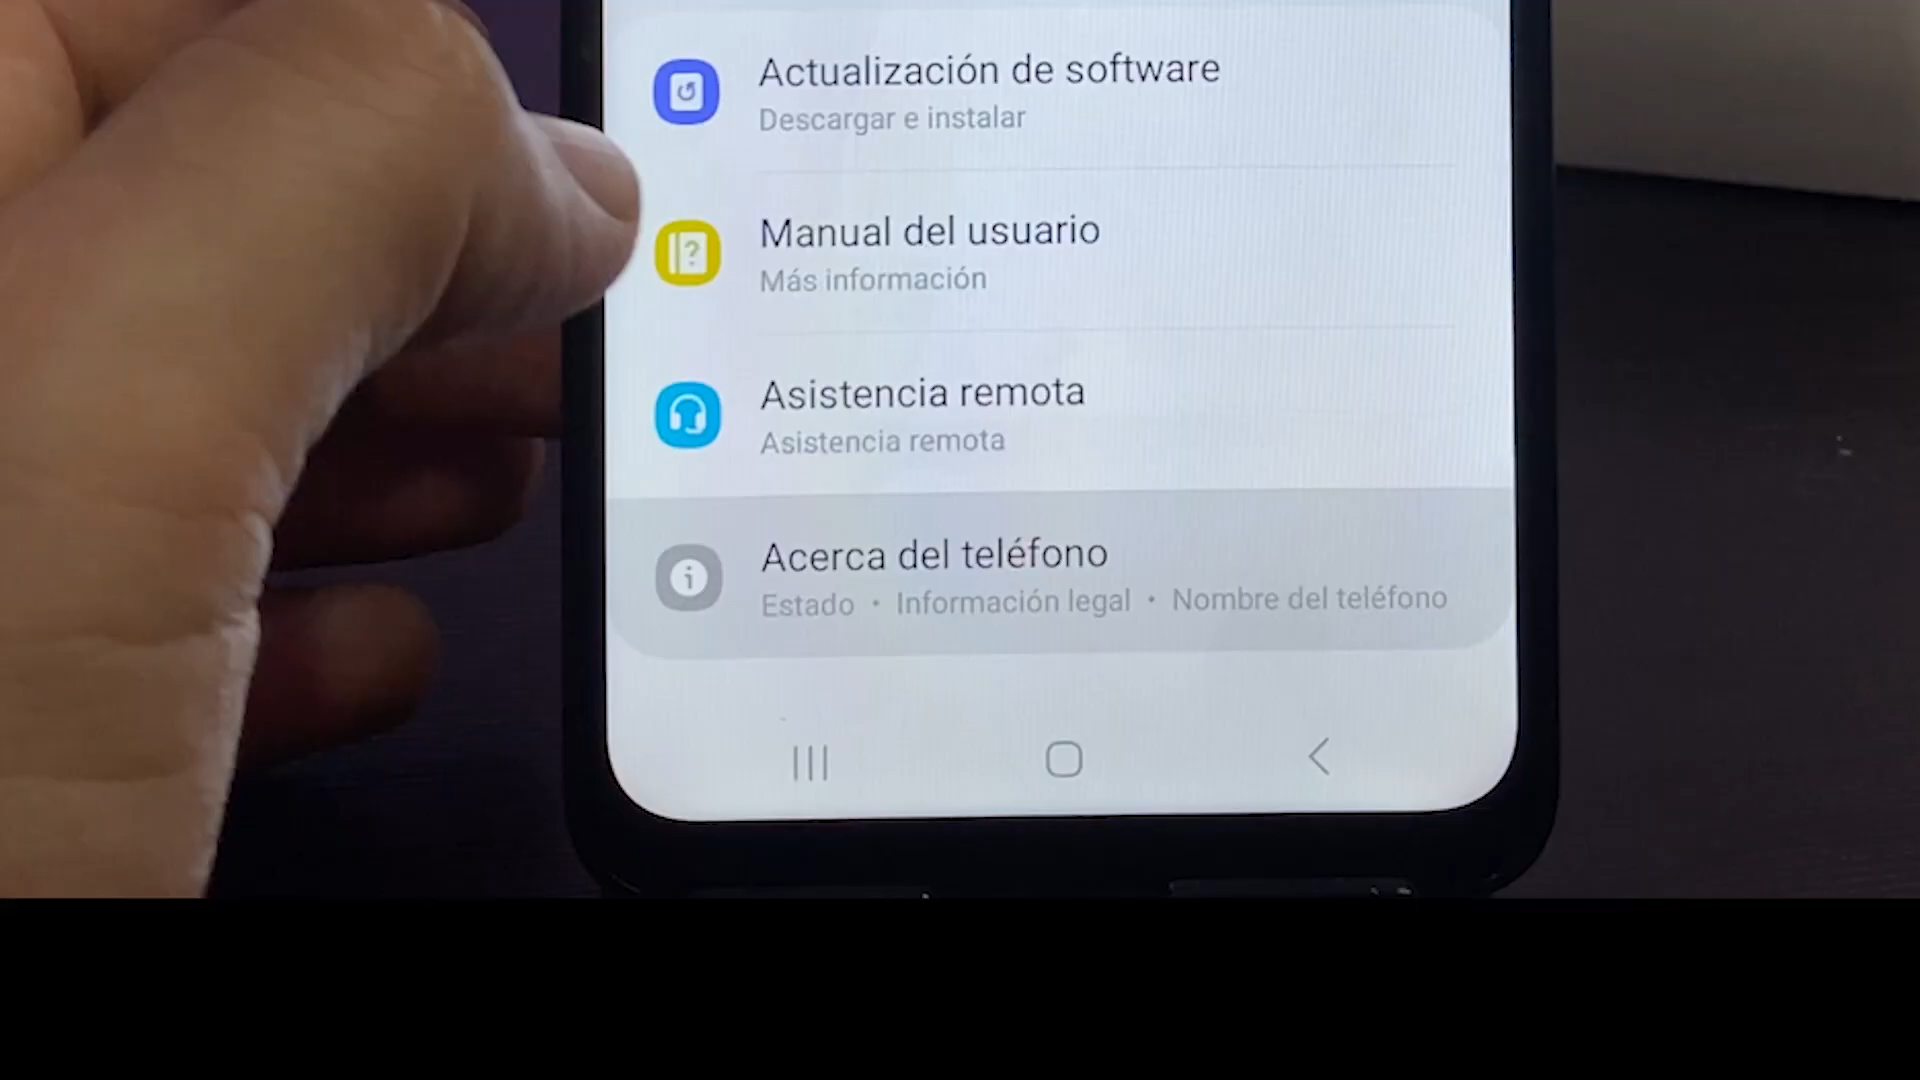 Actualización de software
Descargar e instalar
Manual del usuario
Más información
Asistencia remota
Asistencia remota
Acerca del teléfono
Estado • Información legal • Nombre del teléfono